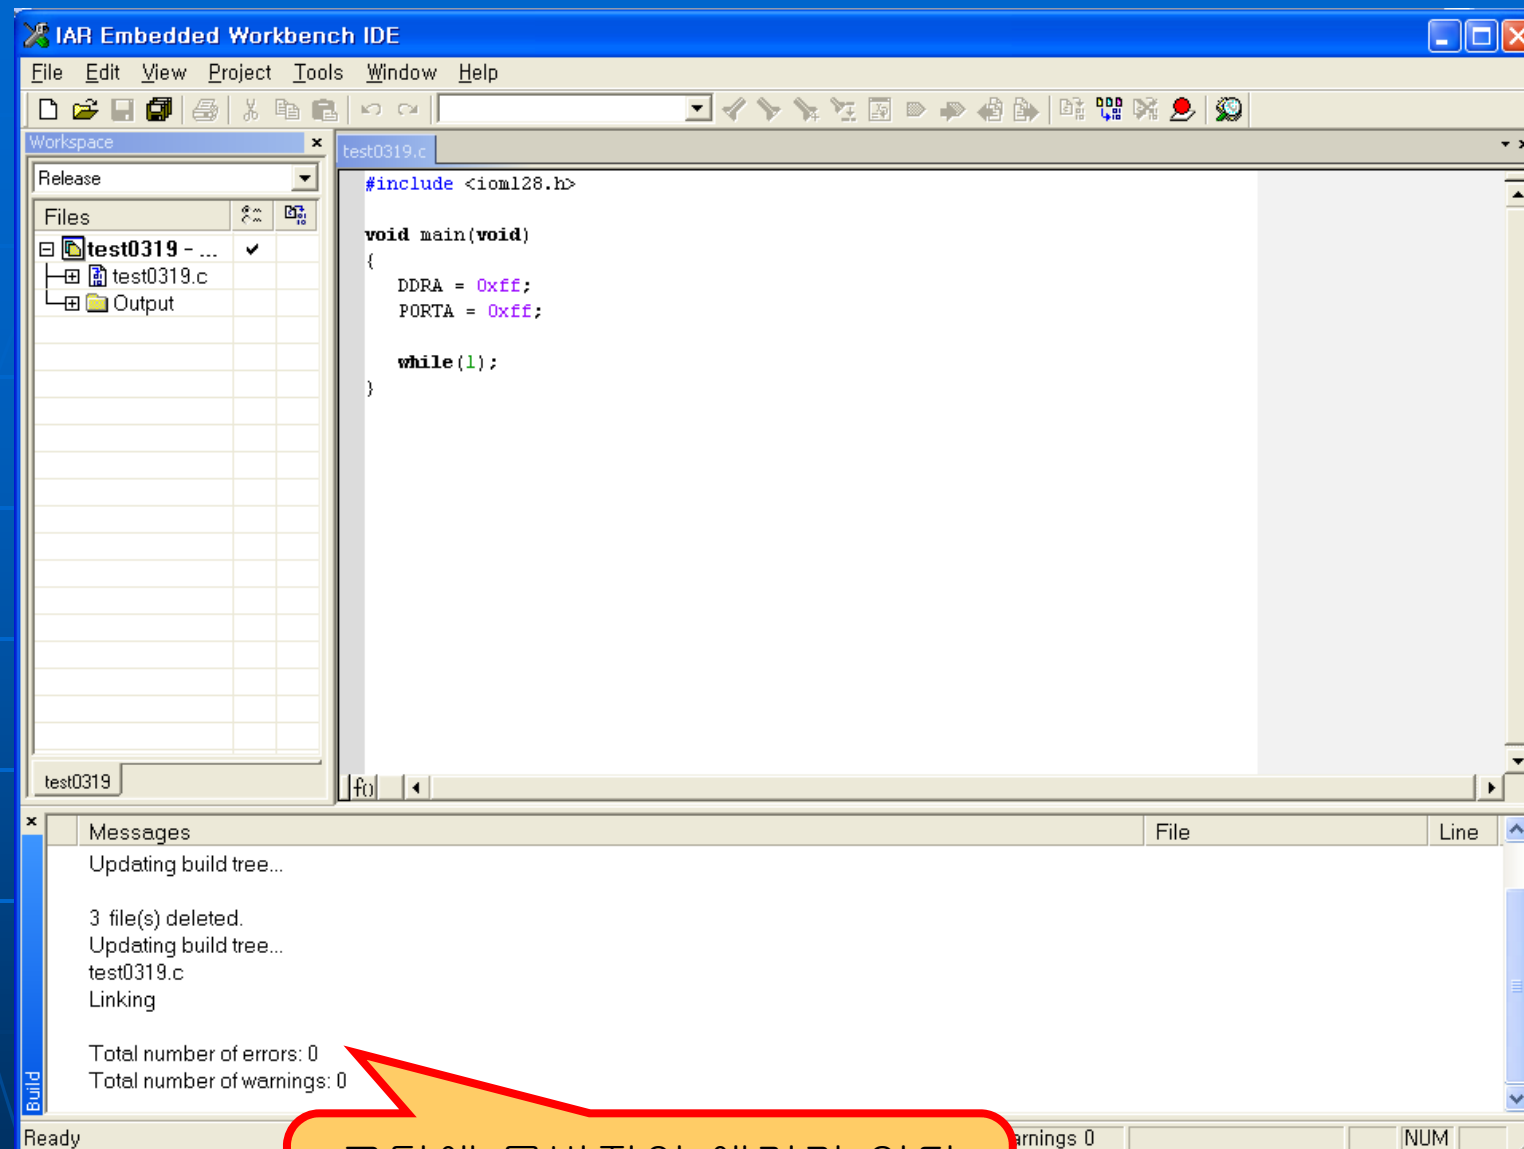 IAR Embedded Workbench IDE
File Edit View Project Tools Window Help
Workspace
test0319.c
Release
Files
test0319 - ...
test0319.c
Output
test0319
#include <iom128.h>
void main(void)
{
DDRA = 0xff;
PORTA = 0xff;
while(1);
}
f()
Messages File Line
Updating build tree...
3 file(s) deleted.
Updating build tree...
test0319.c
Linking
Total number of errors: 0
Total number of warnings: 0
Build
Ready
NUM